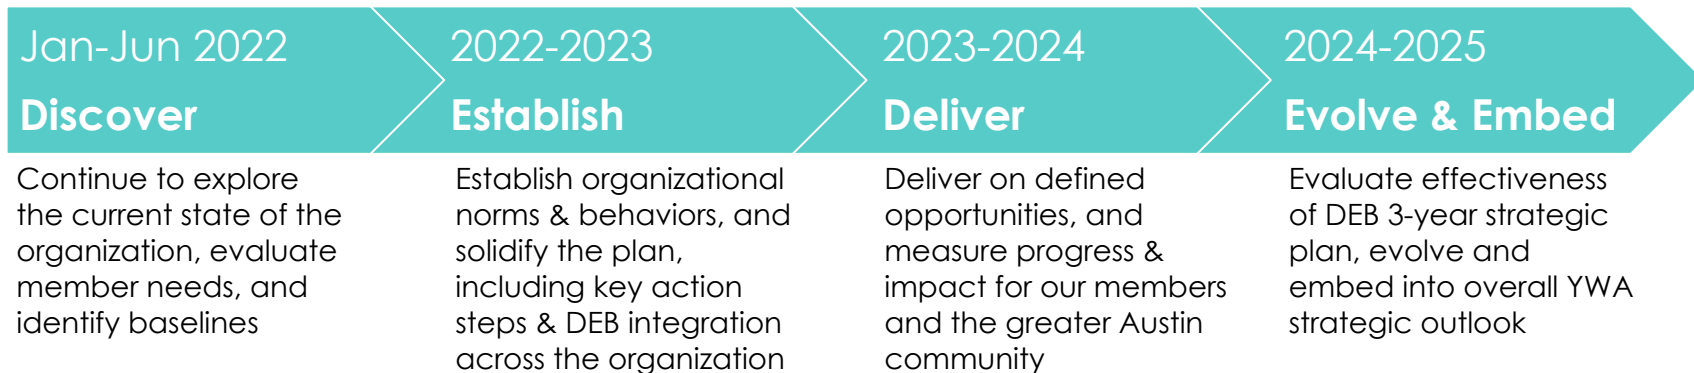 Jan-Jun 2022
Discover
Continue to explore
the current state of the
organization, evaluate
member needs, and
identify baselines
2022-2023
Establish
Establish organizational
norms & behaviors, and
solidify the plan,
including key action
steps & DEB integration
across the organization
2023-2024
Deliver
Deliver on defined
opportunities, and
measure progress &
impact for our members
and the greater Austin
community
2024-2025
Evolve & Embed
Evaluate effectiveness
of DEB 3-year strategic
plan, evolve and
embed into overall YWA
strategic outlook